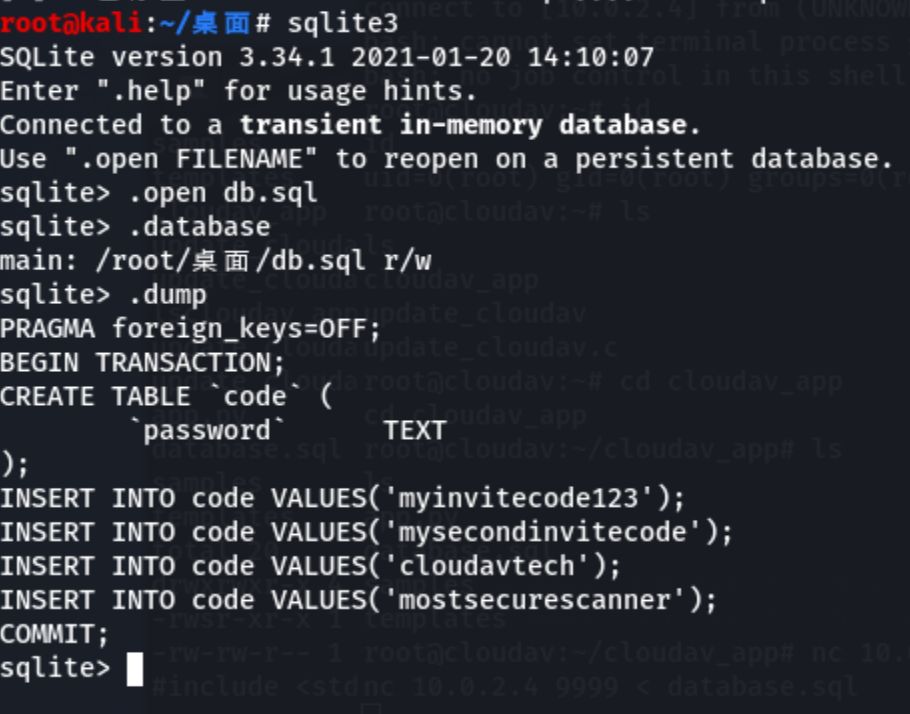 root@kali:~/桌面# sqlite3
SQLite version 3.34.1 2021-01-20 14:10:07
Enter ".help" for usage hints.
Connected to a transient in-memory database.
Use ".open FILENAME" to reopen on a persistent database.
sqlite> .open db.sql
sqlite> .database
main: /root/桌面/db.sql r/w
sqlite> .dump
PRAGMA foreign_keys=OFF;
BEGIN TRANSACTION;
CREATE TABLE `code` (
        `password`      TEXT
);
INSERT INTO code VALUES('myinvitecode123');
INSERT INTO code VALUES('mysecondinvitecode');
INSERT INTO code VALUES('cloudavtech');
INSERT INTO code VALUES('mostsecurescanner');
COMMIT;
sqlite>